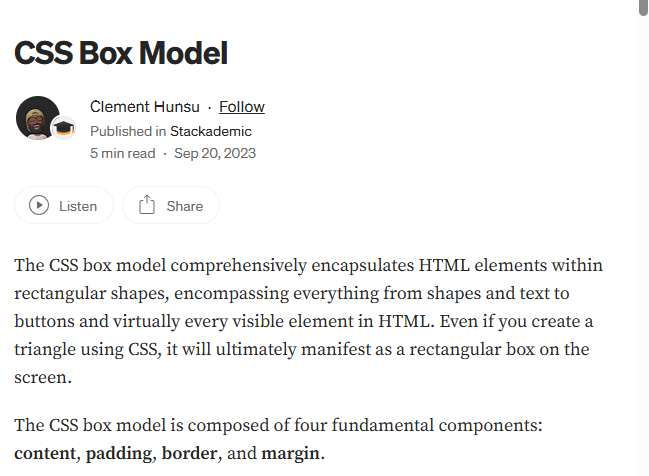 CSS Box Model
Clement Hunsu · Follow
Published in Stackademic
5 min read · Sep 20, 2023
Listen
Share
The CSS box model comprehensively encapsulates HTML elements within
rectangular shapes, encompassing everything from shapes and text to
buttons and virtually every visible element in HTML. Even if you create a
triangle using CSS, it will ultimately manifest as a rectangular box on the
screen.
The CSS box model is composed of four fundamental components:
content, padding, border, and margin.